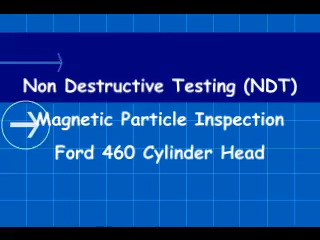 Non Destructive Testing (NDT)
Magnetic Particle Inspection
Ford 460 Cylinder Head